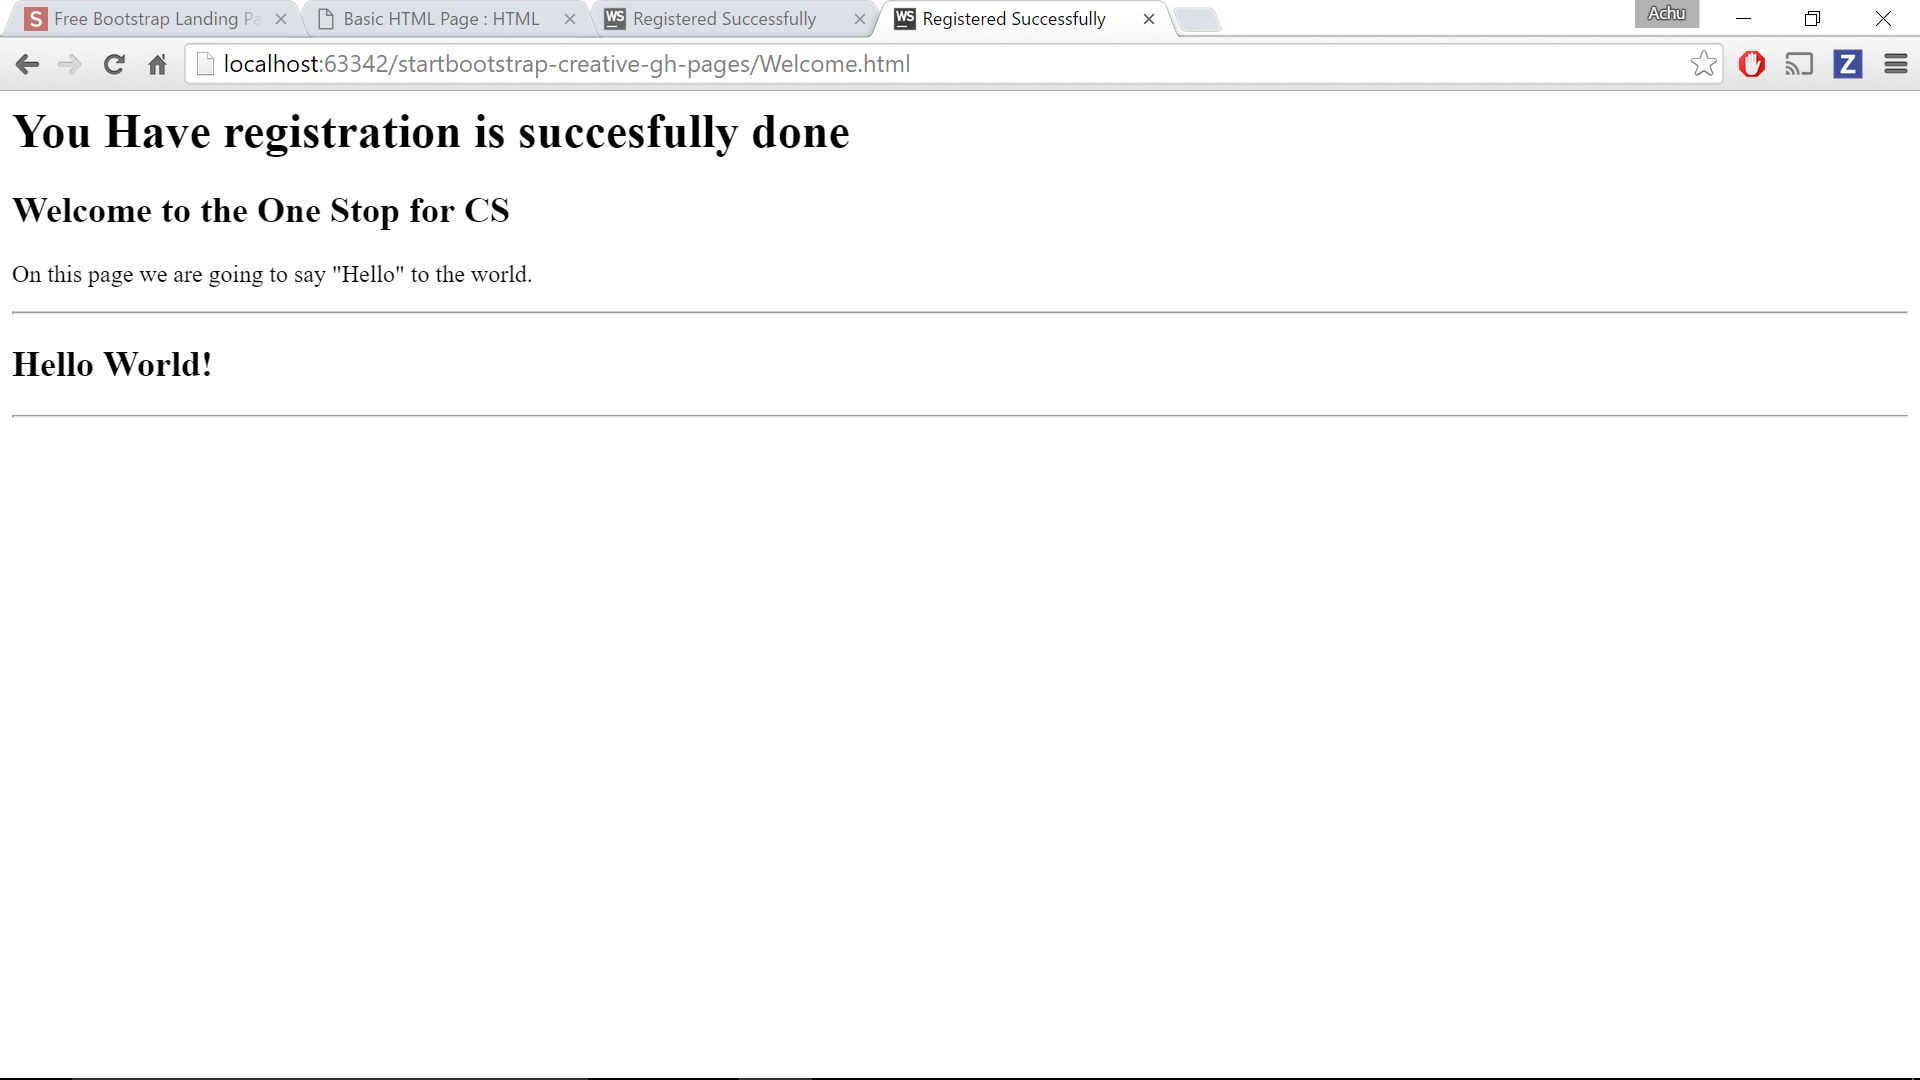 S Free Bootstrap Landing Pa
Basic HTML Page : HTML
WS Registered Successfully
WS Registered Successfully
Achu
localhost:63342/startbootstrap-creative-gh-pages/Welcome.html
Z
You Have registration is succesfully done
Welcome to the One Stop for CS
On this page we are going to say "Hello" to the world.
Hello World!